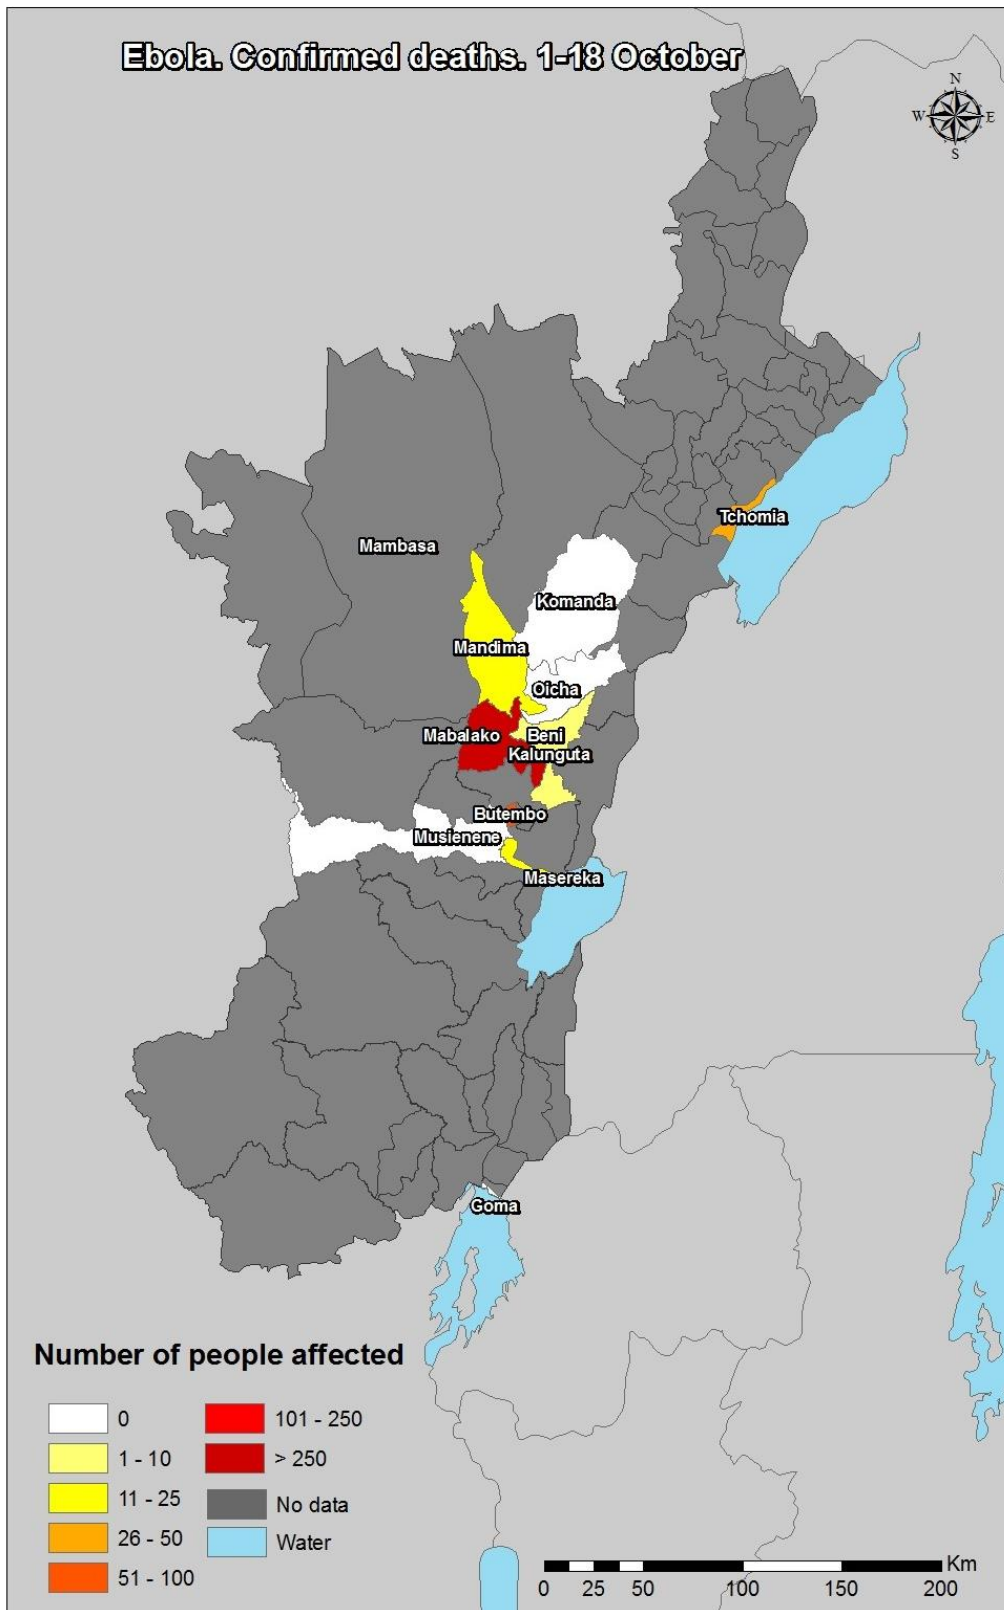 Ebola. Confirmed deaths. 1-18 October
N
W E
S
Tchomia
Mambasa
Komanda
Mandima
Oicha
Mabalako
Beni
Kalunguta
Butembo
Musienene
Masereka
Goma
Number of people affected
0
1 - 10
11 - 25
26 - 50
51 - 100
101 - 250
> 250
No data
Water
Km
0 25 50 100 150 200